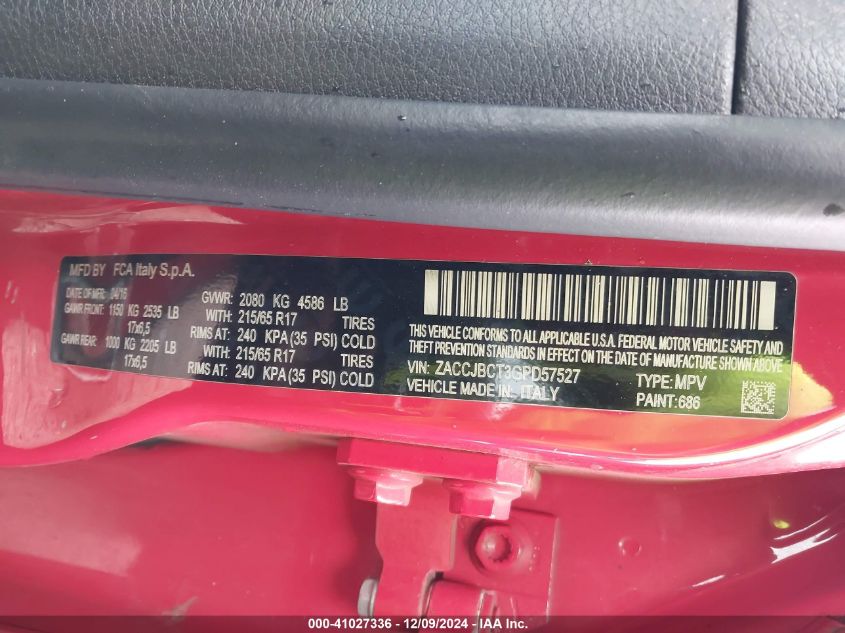 MFD BY FCA Italy S.p.A.
DATE OF MFR: 04/16 GVWR: 2080 KG 4586 LB
GAWR FRONT: 1150 KG 2535 LB WITH: 215/65 R17 TIRES
17x6,5 RIMS AT: 240 KPA (35 PSI) COLD
GAWR REAR: 1000 KG 2205 LB WITH: 215/65 R17 TIRES
17x6,5 RIMS AT: 240 KPA (35 PSI) COLD
THIS VEHICLE CONFORMS TO ALL APPLICABLE U.S.A. FEDERAL MOTOR VEHICLE SAFETY AND
THEFT PREVENTION STANDARDS IN EFFECT ON THE DATE OF MANUFACTURE SHOWN ABOVE
VIN: ZACCJBCT3GPD57527 TYPE: MPV
VEHICLE MADE IN: ITALY PAINT:686
000-41027336 - 12/09/2024 - IAA Inc.